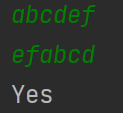 abcdef
efabcd
Yes